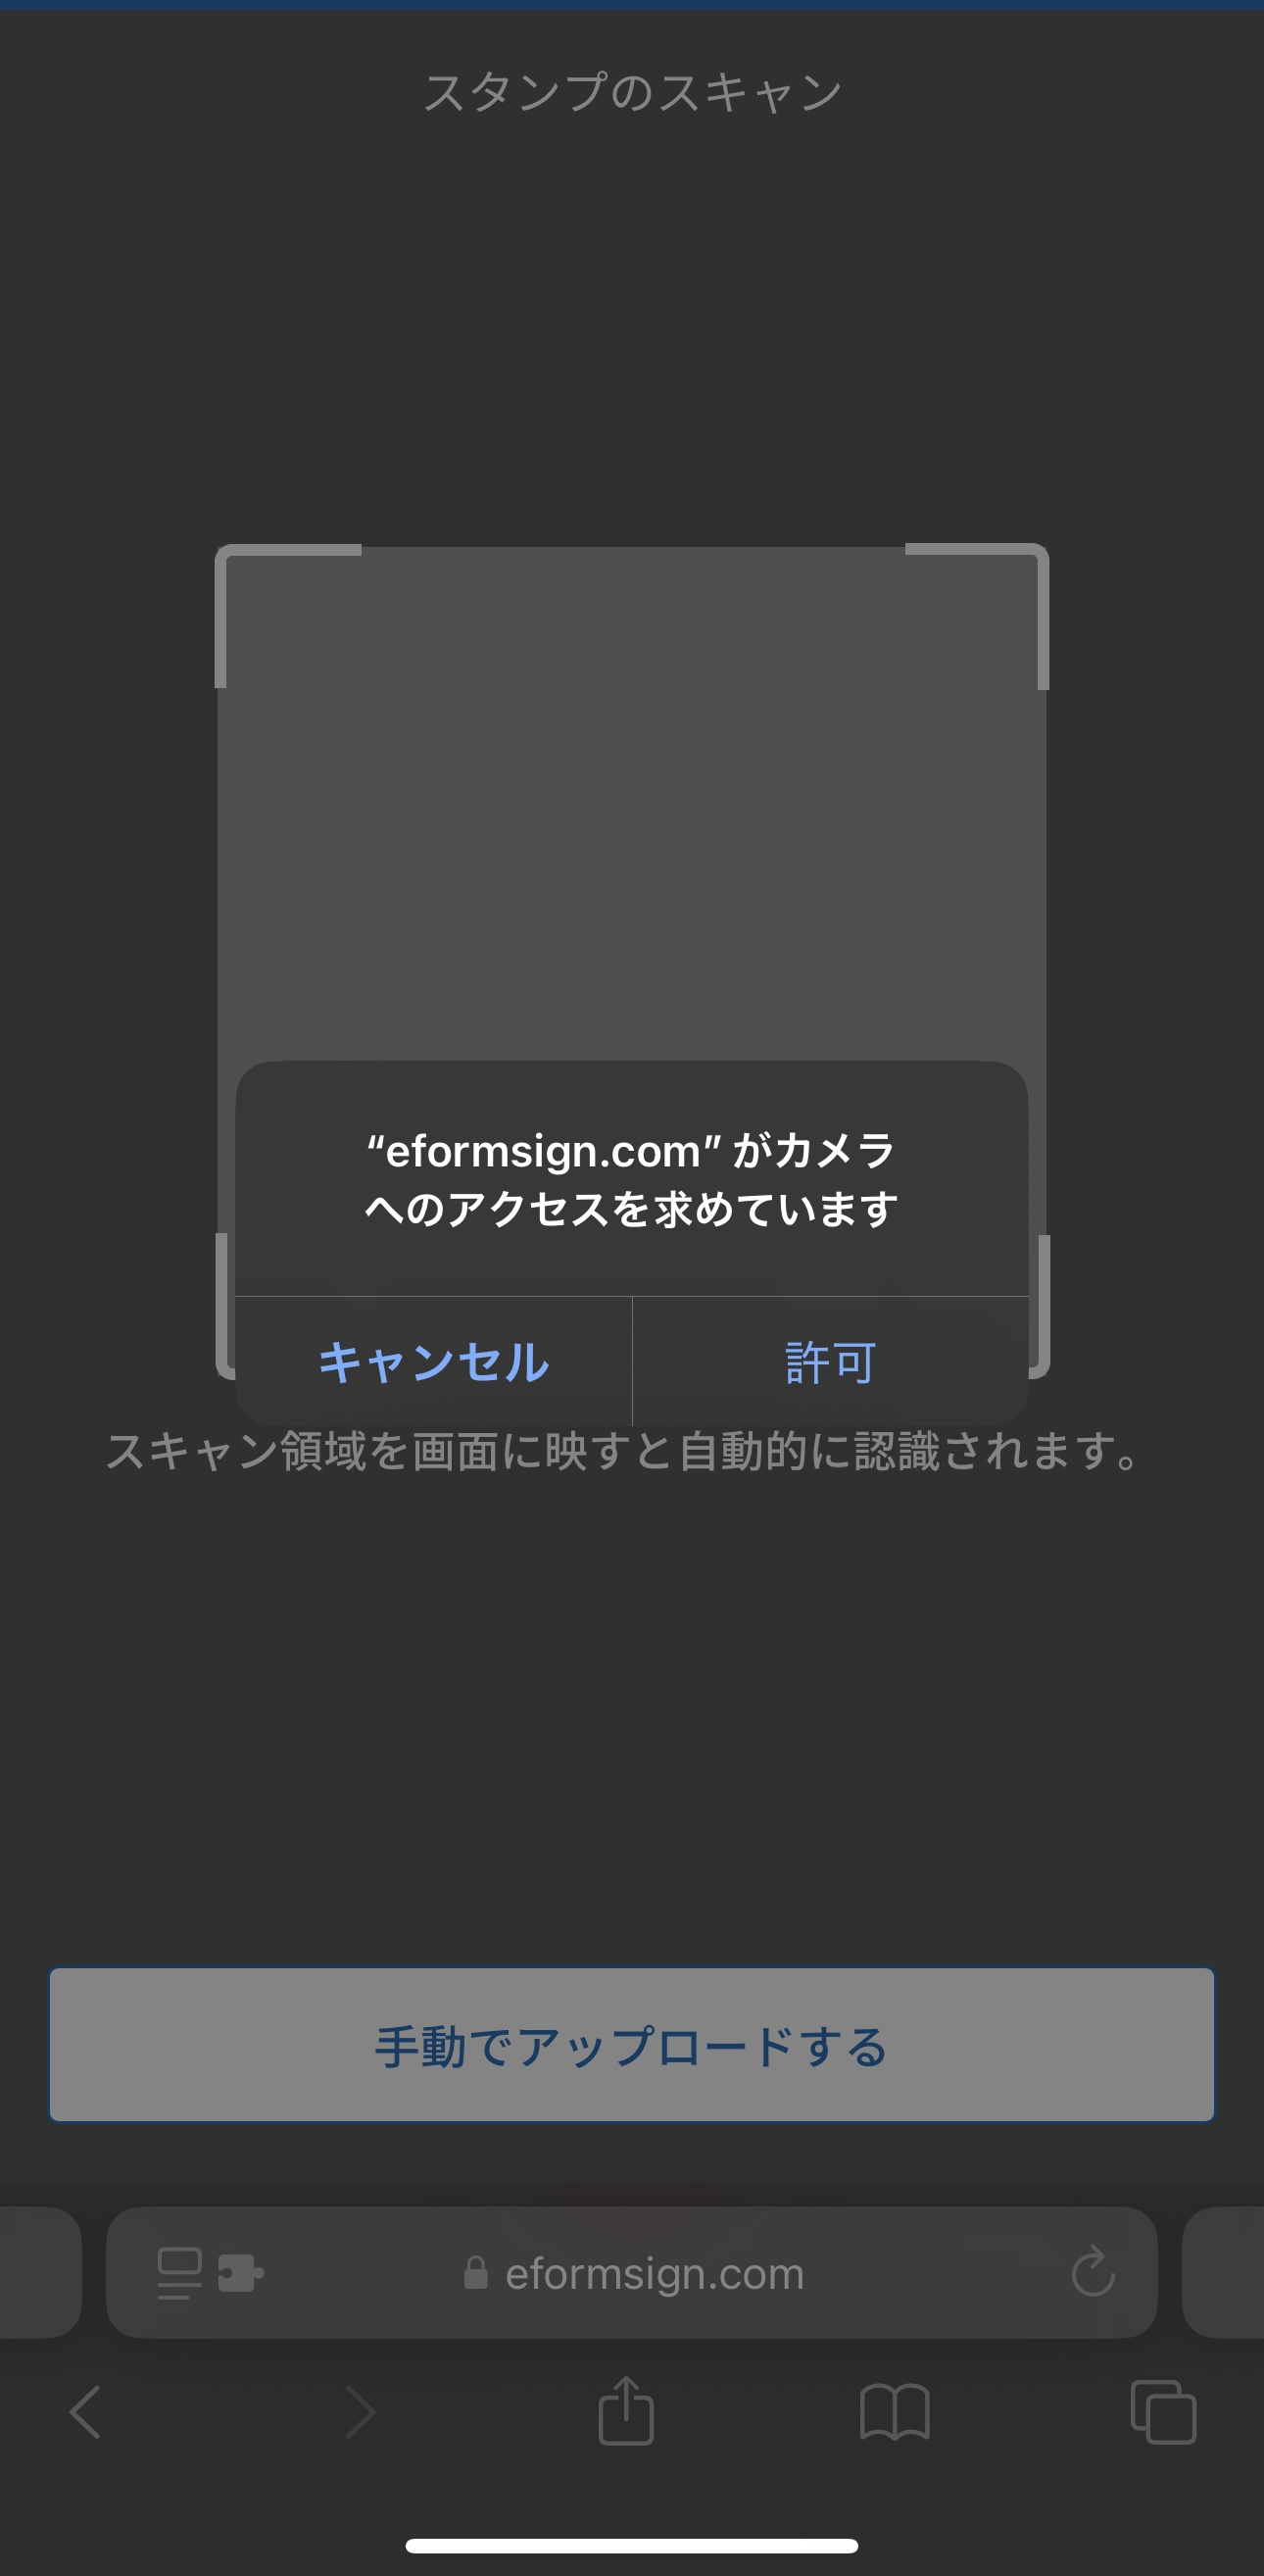 スタンプのスキャン
“eformsign.com” がカメラ
へのアクセスを求めています
キャンセル
許可
スキャン領域を画面に映すと自動的に認識されます。
手動でアップロードする
eformsign.com